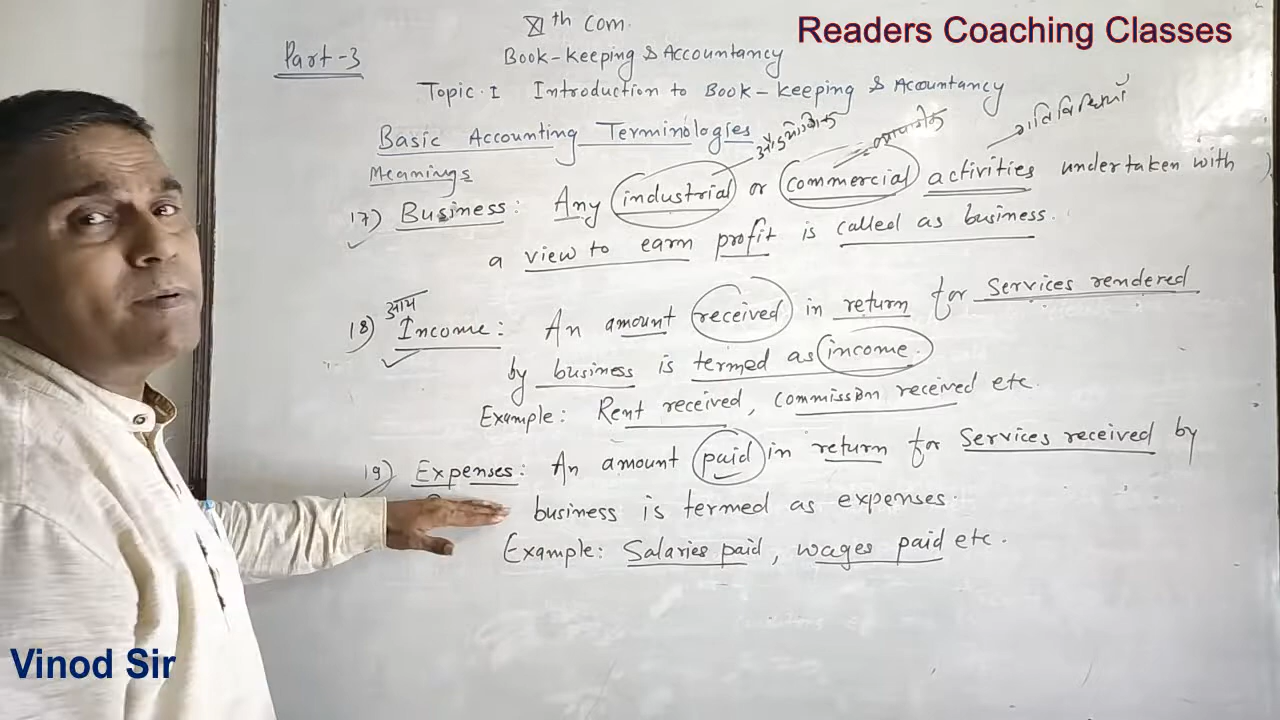 Readers Coaching Classes
XIth Com.
Part-3
Book-Keeping & Accountancy
Topic.1 Introduction to Book-keeping & Accountancy
Basic Accounting Terminologies
औद्योगिक व्यापारिक गतिविधियाँ
Meanings
17) Business: Any industrial or commercial activities undertaken with
a view to earn profit is called as business.
आय
18) Income: An amount received in return for Services rendered
by business is termed as income.
Example: Rent received, Commission received etc.
19) Expenses: An amount paid in return for Services received by
business is termed as expenses.
Example: Salaries paid, wages paid etc.
Vinod Sir